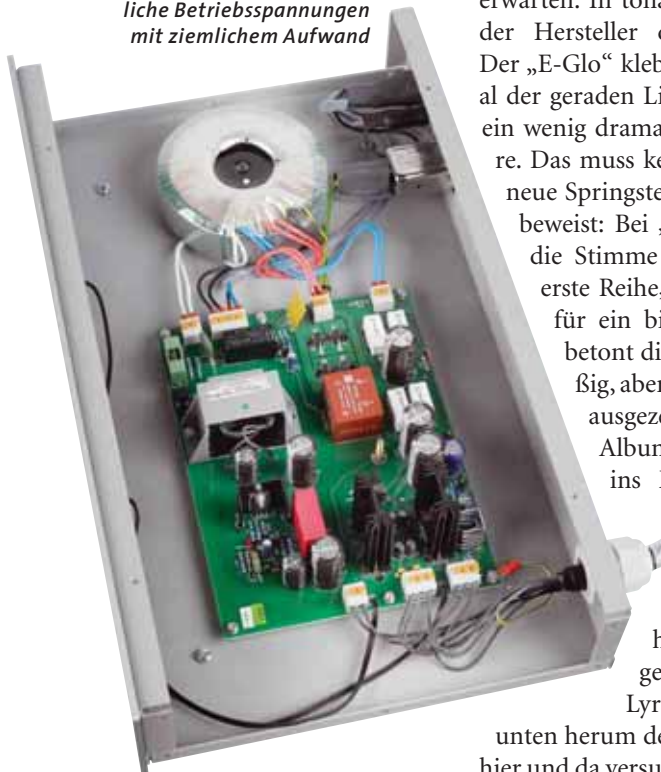 liche Betriebsspannungen
mit ziemlichem Aufwand
erwarten. In tona
der Hersteller
Der „E-Glo“ kleb
al der geraden Li
ein wenig drama
re. Das muss ke
neue Springste
beweist: Bei „
die Stimme
erste Reihe,
für ein bi
betont di
ßig, aber
ausgeze
Album
ins
h
ge
Lyr
unten herum de
hier und da versu